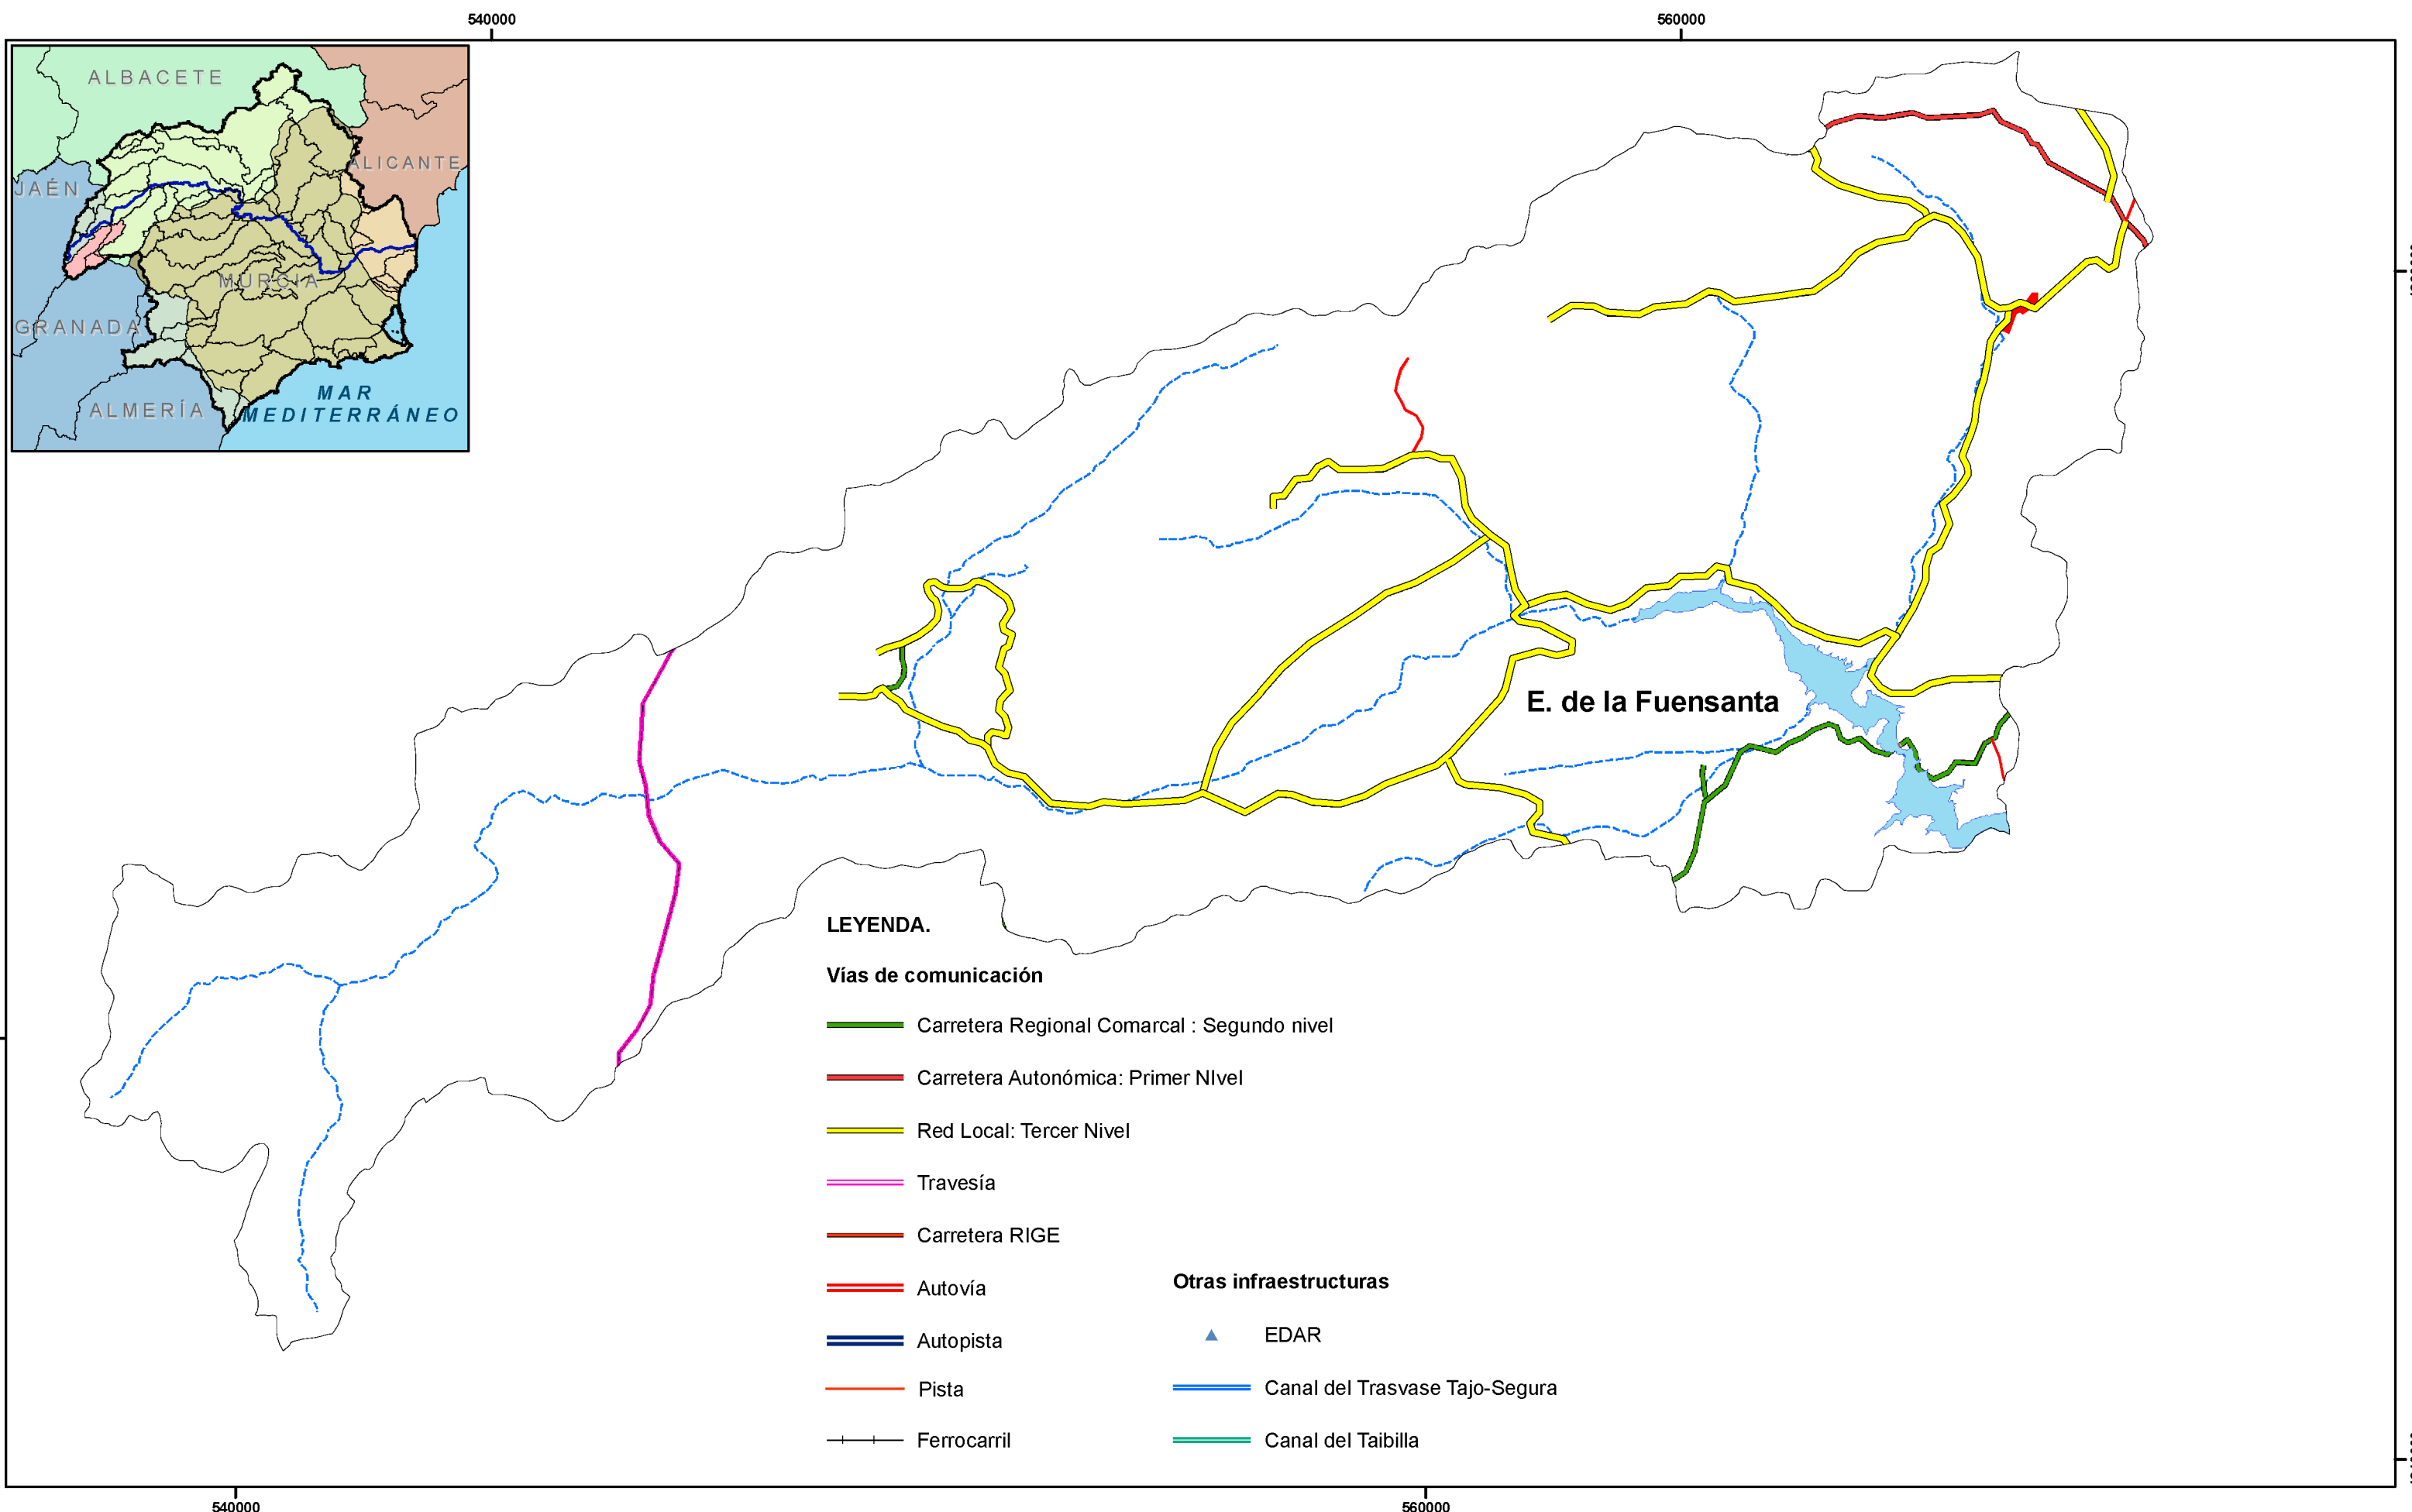 540000
560000
ALBACETE
ALICANTE
JAÉN
MURCIA
GRANADA
ALMERÍA
MAR
MEDITERRÁNEO
E. de la Fuensanta
LEYENDA.
Vías de comunicación
Carretera Regional Comarcal : Segundo nivel
Carretera Autonómica: Primer NIvel
Red Local: Tercer Nivel
Travesía
Carretera RIGE
Autovía
Autopista
Pista
Ferrocarril
Otras infraestructuras
EDAR
Canal del Trasvase Tajo-Segura
Canal del Taibilla
540000
560000